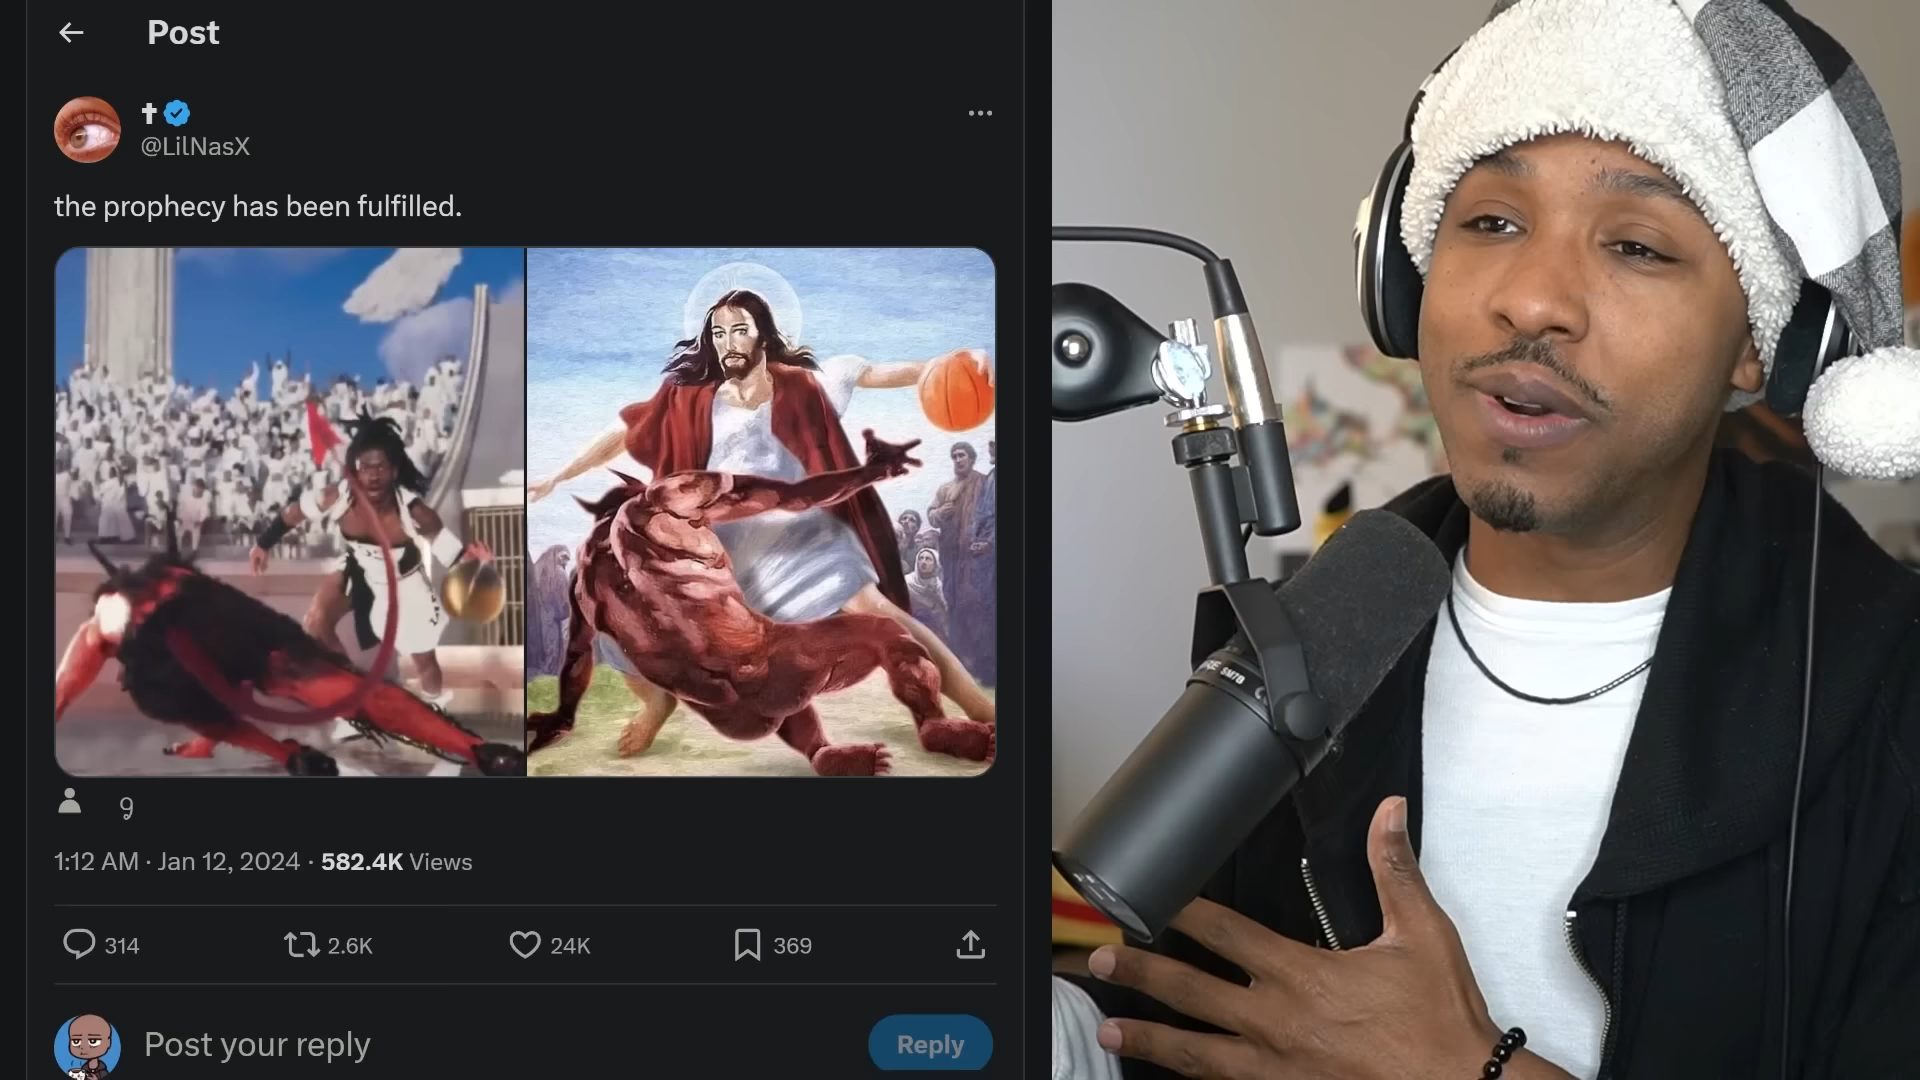 Post
✝
@LilNasX
the prophecy has been fulfilled.
9
1:12 AM · Jan 12, 2024 · 582.4K Views
314 2.6K 24K 369
Post your reply
Reply
SM7B